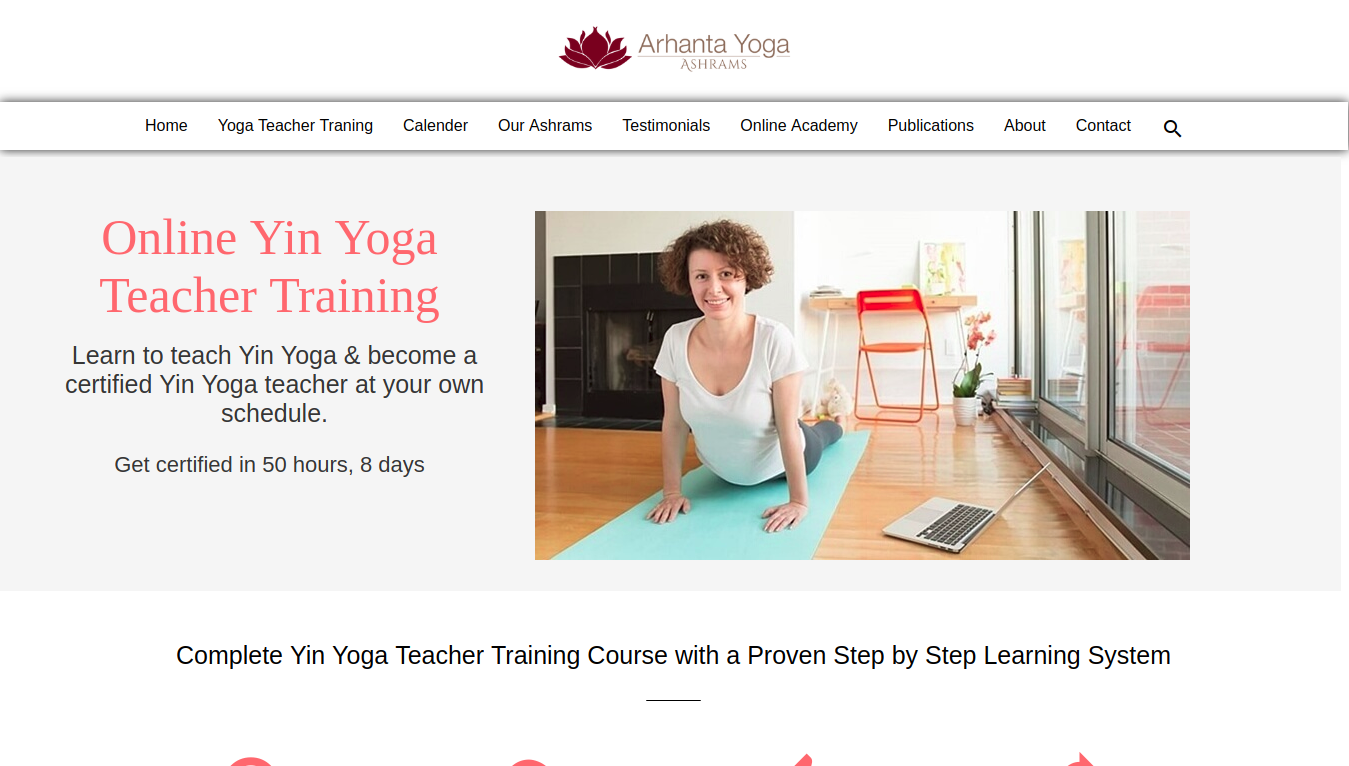 Arhanta Yoga
ASHRAMS
Home Yoga Teacher Traning Calender Our Ashrams Testimonials Online Academy Publications About Contact
Online Yin Yoga
Teacher Training
Learn to teach Yin Yoga & become a
certified Yin Yoga teacher at your own
schedule.
Get certified in 50 hours, 8 days
Complete Yin Yoga Teacher Training Course with a Proven Step by Step Learning System